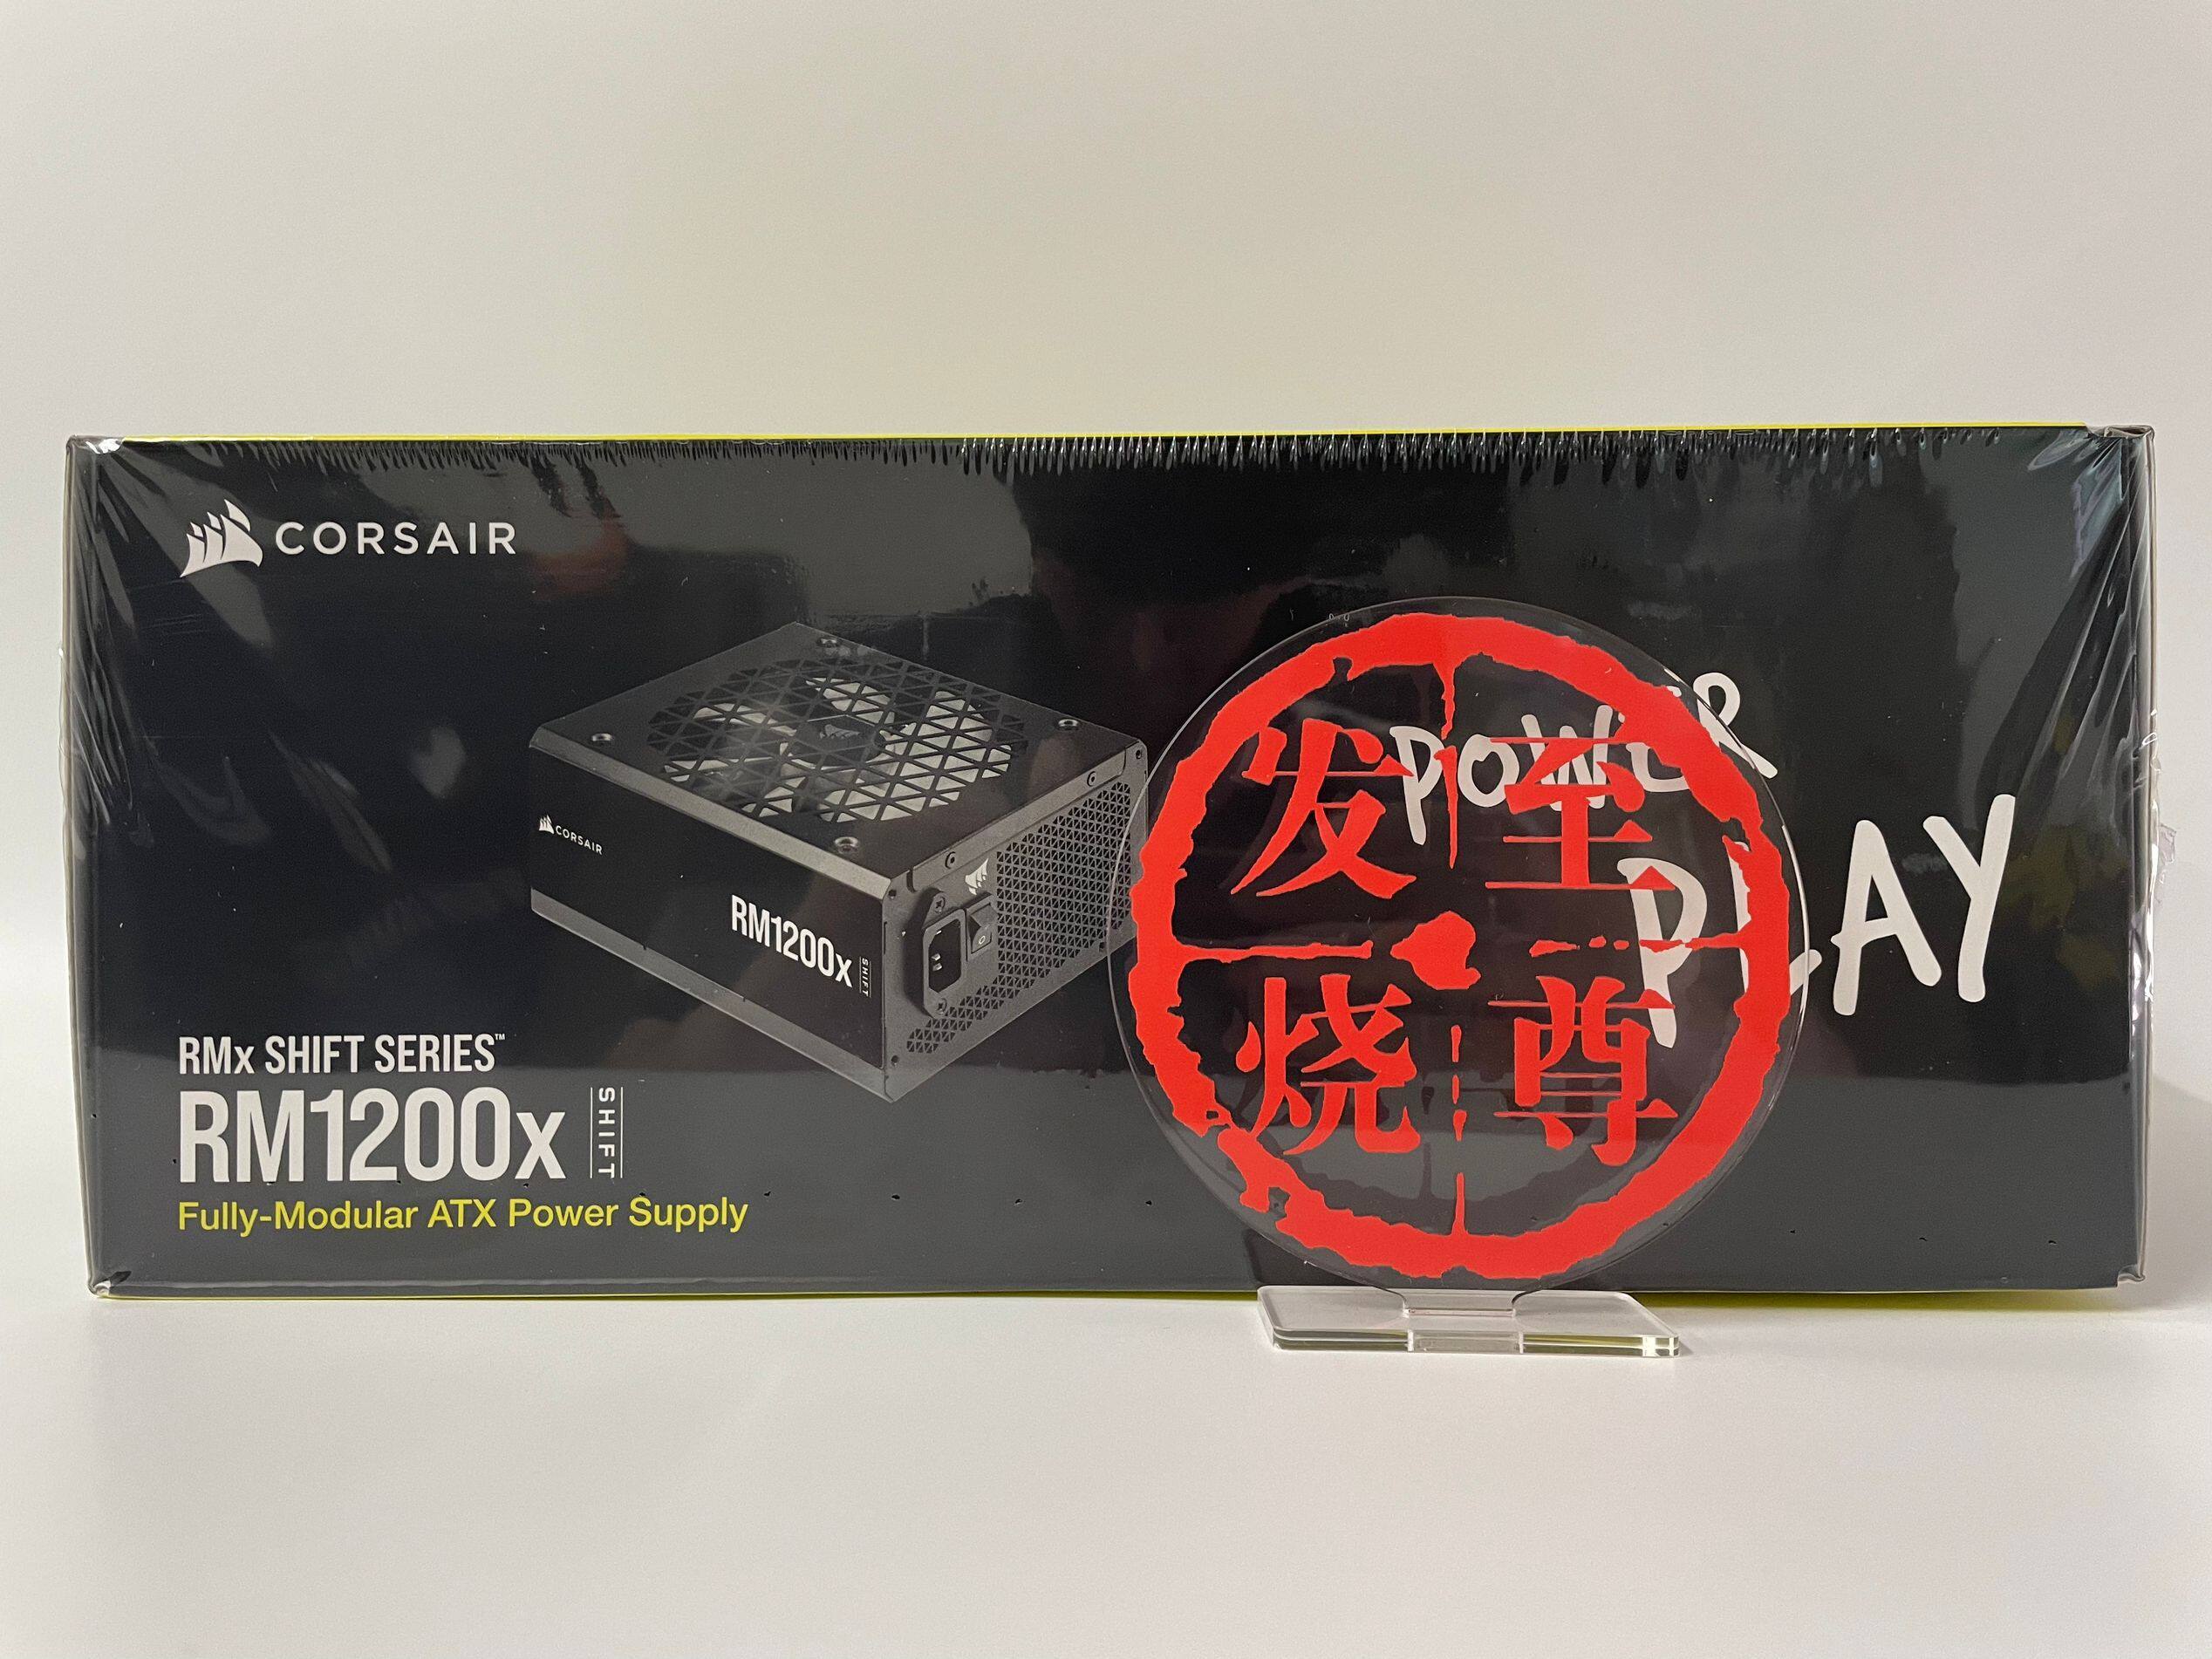 CORSAIR
POWER
PLAY
CORSAIR
RM1200x SHIFT
RMx SHIFT SERIES™
RM1200x SHIFT
Fully-Modular ATX Power Supply
至尊
发烧